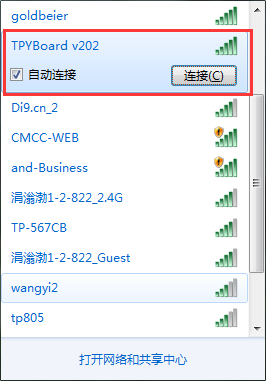 goldbeier
TPYBoard v202
自动连接
连接(C)
Di9.cn_2
CMCC-WEB
and-Business
涓滃渤1-2-822_2.4G
TP-567CB
涓滃渤1-2-822_Guest
wangyi2
tp805
打开网络和共享中心